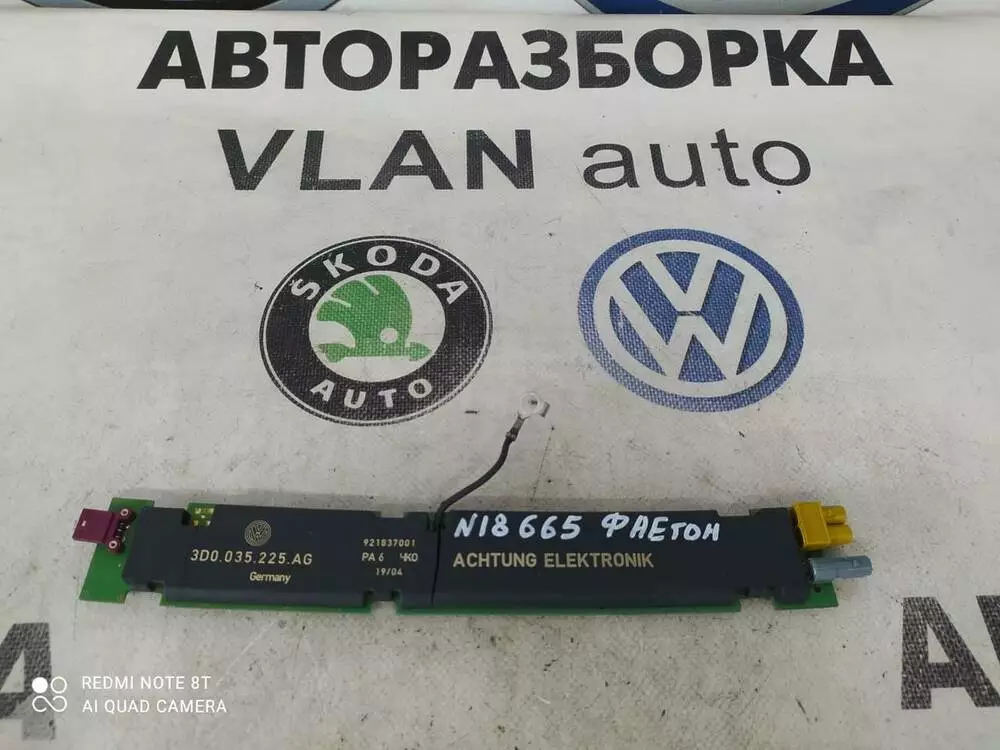 АВТОРАЗБОРКА
VLAN auto
ŠKODA
AUTO
N18665 ФАЕТОН
3D0.035.225.AG
Germany
921837001
PA 6 4K0
19/04
ACHTUNG ELEKTRONIK
REDMI NOTE 8T
AI QUAD CAMERA